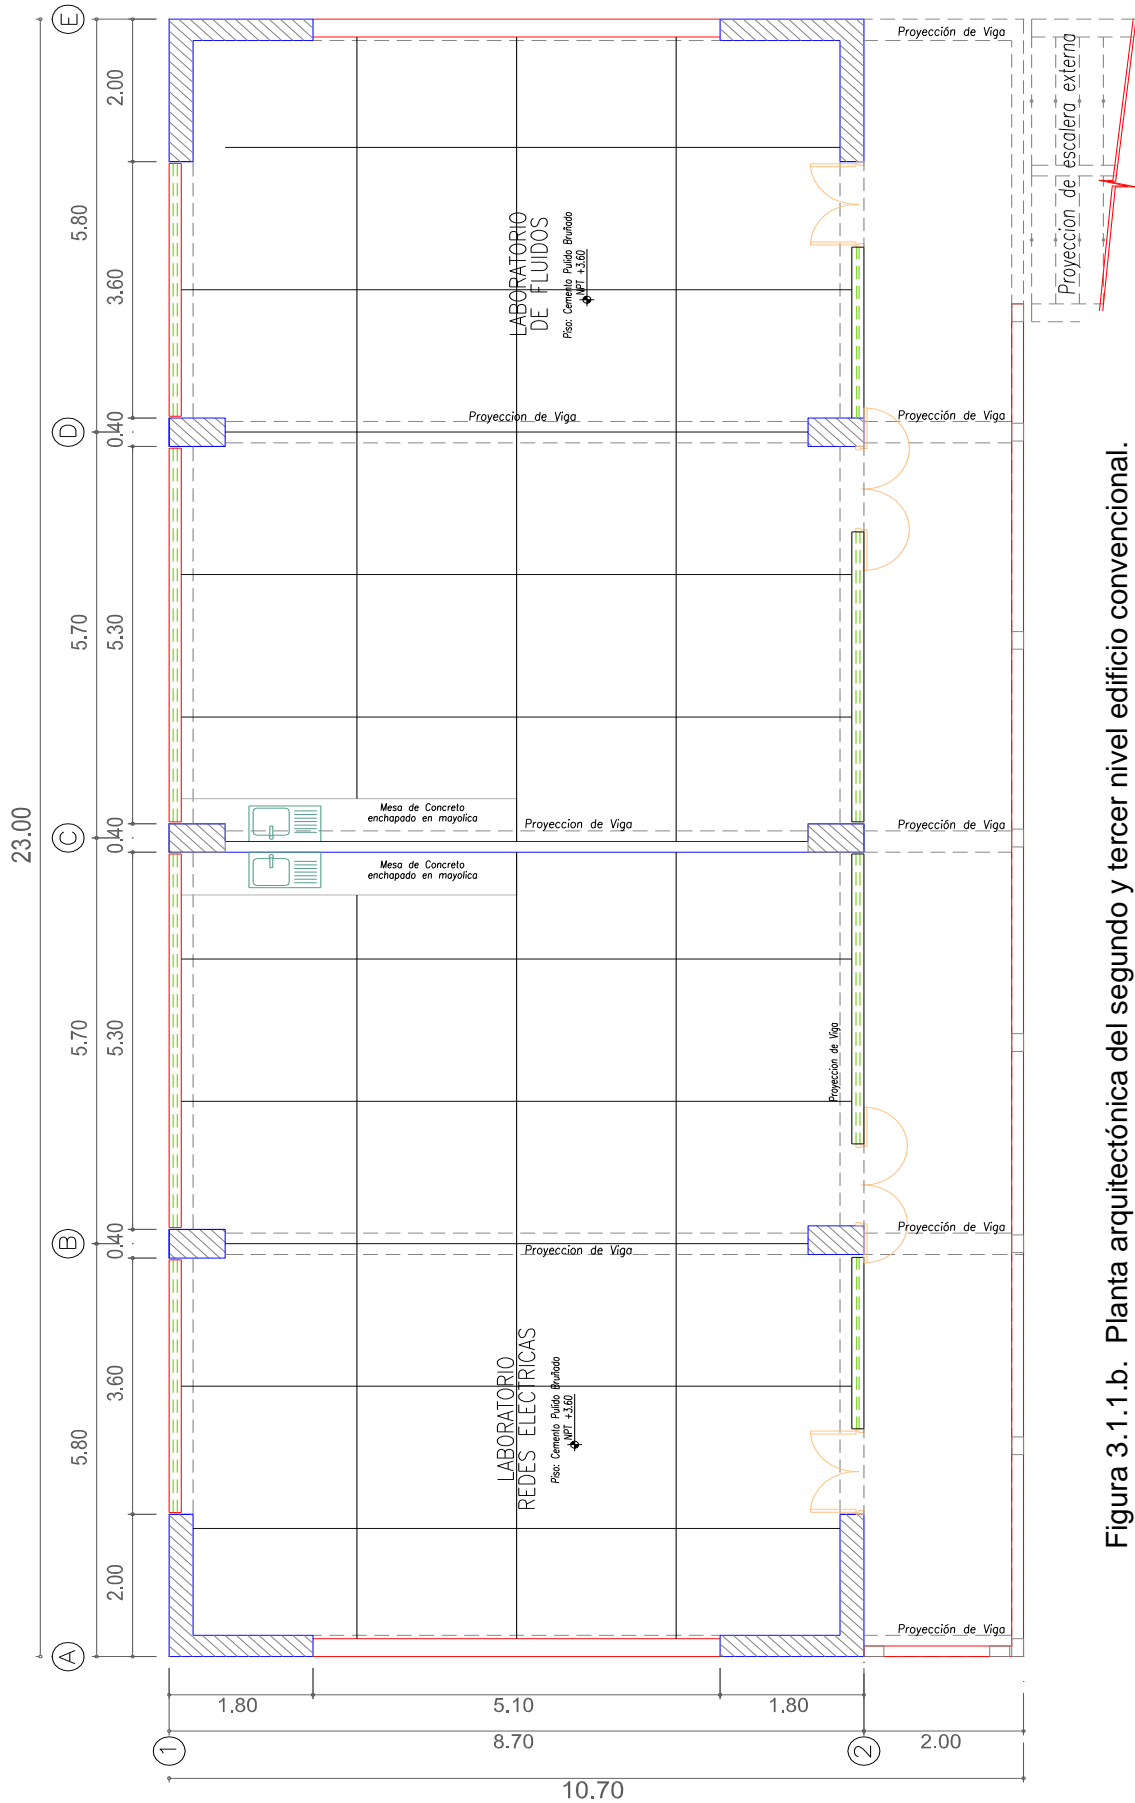 E
D
C
B
A
23.00
5.80
5.70
5.70
5.80
2.00
3.60
0.40
5.30
0.40
5.30
0.40
3.60
2.00
Proyección de Viga
Proyeccion de escalera externa
LABORATORIO
DE FLUIDOS
Piso: Cemento Pulido Bruñado
NPT +3.60
Proyeccion de Viga
Proyección de Viga
Mesa de Concreto
enchapado en mayolica
Proyeccion de Viga
Proyección de Viga
Mesa de Concreto
enchapado en mayolica
Proyeccion de Viga
Proyeccion de Viga
Proyección de Viga
LABORATORIO
REDES ELECTRICAS
Piso: Cemento Pulido Bruñado
NPT +3.60
Proyección de Viga
1.80
5.10
1.80
1
8.70
2
2.00
10.70
Figura 3.1.1.b. Planta arquitectónica del segundo y tercer nivel edificio convencional.